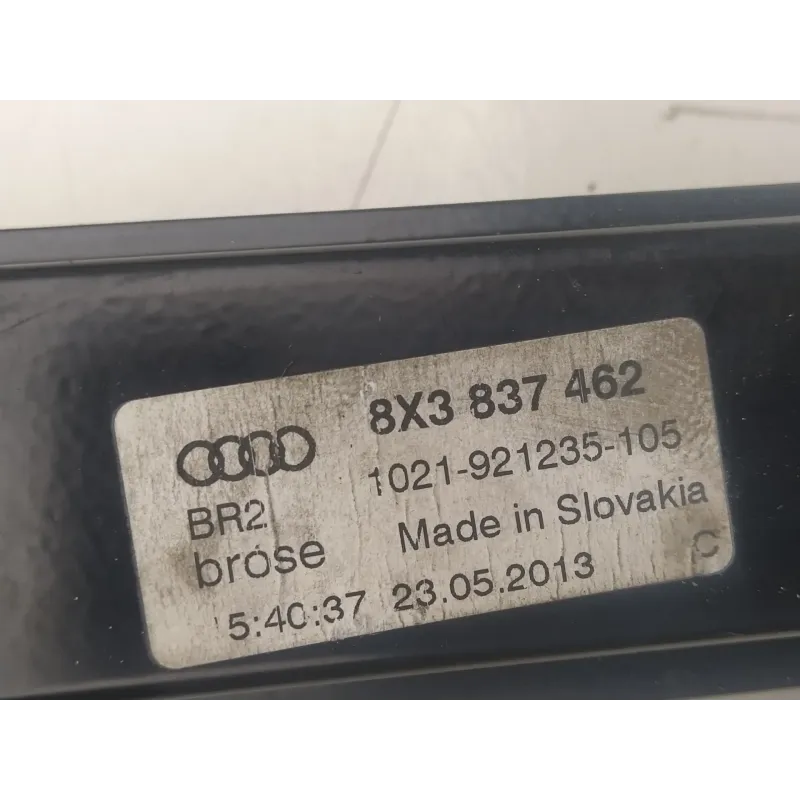 8X3 837 462
1021-921235-105
BR2
Made in Slovakia
brose
C
5:40:37 23.05.2013